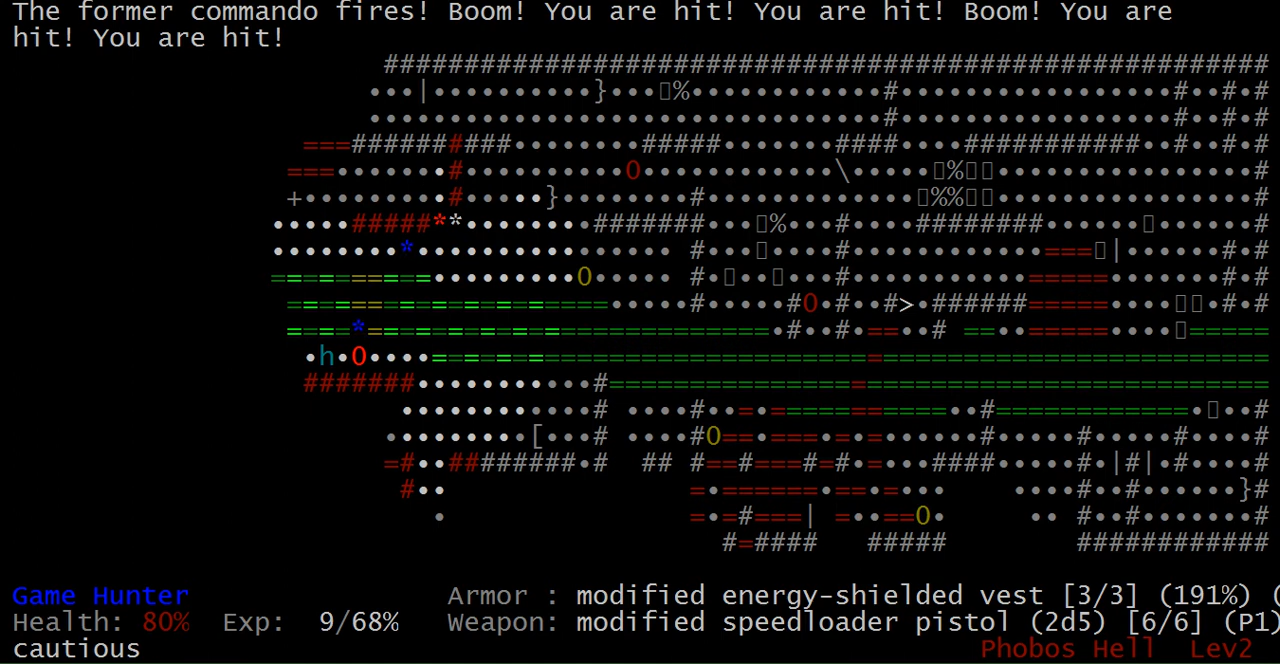 The former commando fires! Boom! You are hit! You are hit! Boom! You are
hit! You are hit!
Game Hunter
Armor : modified energy-shielded vest [3/3] (191%) (
Health: 80% Exp: 9/68%
Weapon: modified speedloader pistol (2d5) [6/6] (P1)
cautious
Phobos Hell Lev2